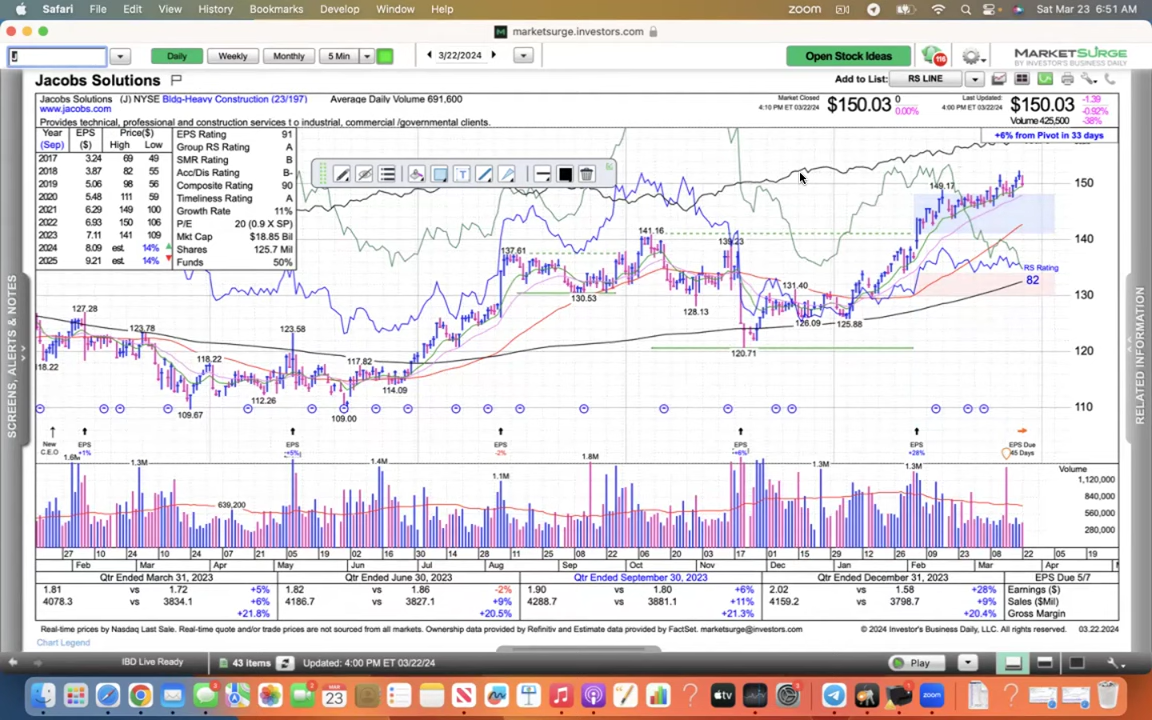 Safari File Edit View History Bookmarks Develop Window Help zoom Sat Mar 23 6:51 AM
marketsurge.investors.com
J Daily Weekly Monthly 5 Min 3/22/2024 Open Stock Ideas 116 MARKETSURGE
BY INVESTOR'S BUSINESS DAILY
Jacobs Solutions Add to List: RS LINE
Jacobs Solutions (J) NYSE Bldg-Heavy Construction (23/197) Average Daily Volume 691,600
www.jacobs.com
Market Closed
4:10 PM ET 03/22/24
$150.03 0
0.00%
Last Updated:
4:00 PM ET 03/22/24
$150.03 -1.39
-0.92%
Volume 425,500 -38%
Provides technical, professional and construction services t o industrial, commercial /governmental clients.
+6% from Pivot in 33 days
Year EPS Price($)
(Sep) ($) High Low
2017 3.24 69 49
2018 3.87 82 55
2019 5.06 98 56
2020 5.48 111 59
2021 6.29 149 100
2022 6.93 150 106
2023 7.11 141 109
2024 8.09 est. 14%
2025 9.21 est. 14%
EPS Rating 91
Group RS Rating A
SMR Rating B
Acc/Dis Rating B-
Composite Rating 90
Timeliness Rating A
Growth Rate 11%
P/E 20 (0.9 X SP)
Mkt Cap $18.85 Bil
Shares 125.7 Mil
Funds 50%
150
149.17
141.16
140
139.23
137.61
RS Rating
82
131.40
130.53
130
128.13
127.28
126.09
125.88
123.78
123.58
120.71
120
118.22
118.22
117.82
114.09
112.26
109.67
109.00
110
New
C.E.O
EPS
+1%
EPS
+5%
EPS
-2%
EPS
+6%
EPS
+28%
EPS Due
45 Days
1.6M 1.3M 1.4M 1.1M 1.8M 1.3M 1.3M
639,200
Volume
1,120,000
840,000
560,000
280,000
27 10 24 10 24 07 21 05 19 02 16 30 14 28 11 25 08 22 06 20 03 17 01 15 29 12 26 09 23 08 22 05 19
Feb Mar Apr May Jun Jul Aug Sep Oct Nov Dec Jan Feb Mar Apr
Qtr Ended March 31, 2023 Qtr Ended June 30, 2023 Qtr Ended September 30, 2023 Qtr Ended December 31, 2023 EPS Due 5/7
1.81 vs 1.72 +5% 1.82 vs 1.86 -2% 1.90 vs 1.80 +6% 2.02 vs 1.58 +28% Earnings ($)
4078.3 vs 3834.1 +6% 4186.7 vs 3827.1 +9% 4288.7 vs 3881.1 +11% 4159.2 vs 3798.7 +9% Sales ($Mil)
+21.8% +20.5% +21.3% +20.4% Gross Margin
Real-time prices by Nasdaq Last Sale. Real-time quote and/or trade prices are not sourced from all markets. Ownership data provided by Refinitiv and Estimate data provided by FactSet. marketsurge@investors.com © 2024 Investor's Business Daily, LLC. All rights reserved. 03.22.2024
Chart Legend
SCREENS, ALERTS & NOTES
RELATED INFORMATION
IBD Live Ready 43 items Updated: 4:00 PM ET 03/22/24 Play
MAR
23
tv
zoom